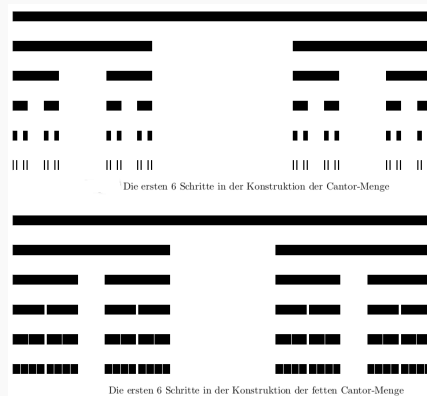 Die ersten 6 Schritte in der Konstruktion der Cantor-Menge
Die ersten 6 Schritte in der Konstruktion der fetten Cantor-Menge